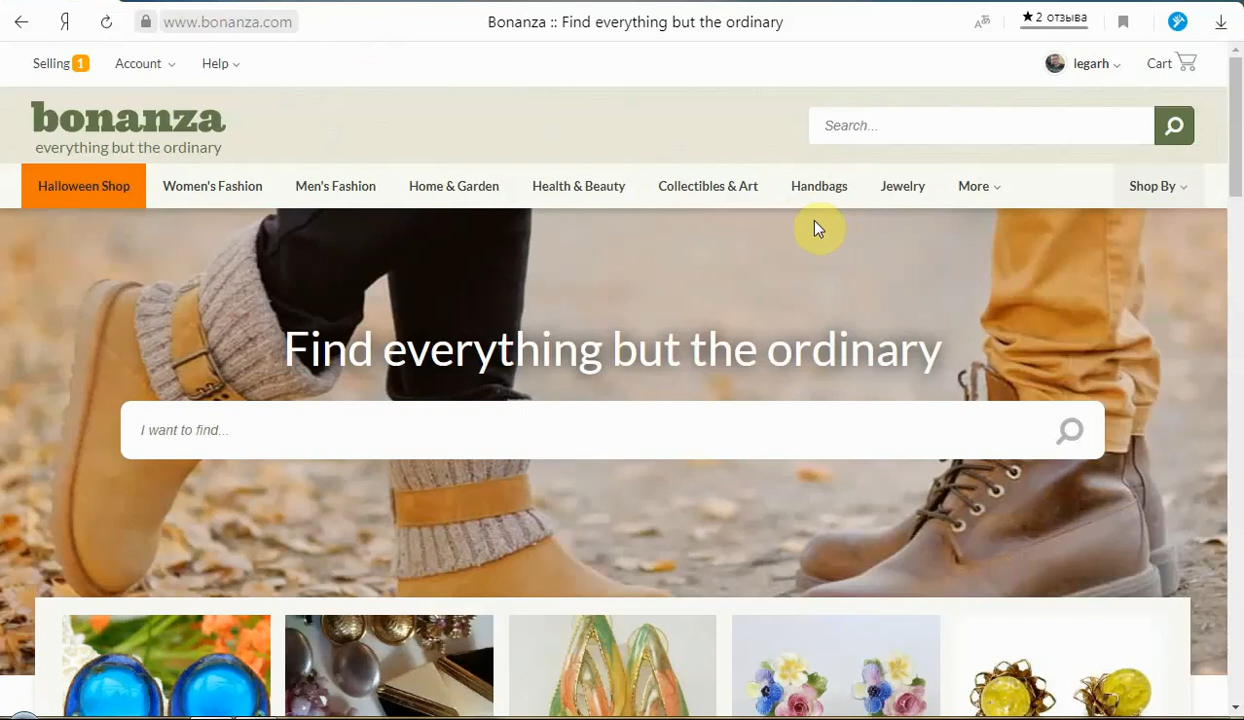 Я
www.bonanza.com
Bonanza :: Find everything but the ordinary
★2 отзыва
Selling 1
Account
Help
legarh
Cart
bonanza
everything but the ordinary
Search...
Halloween Shop
Women's Fashion
Men's Fashion
Home & Garden
Health & Beauty
Collectibles & Art
Handbags
Jewelry
More
Shop By
Find everything but the ordinary
I want to find...